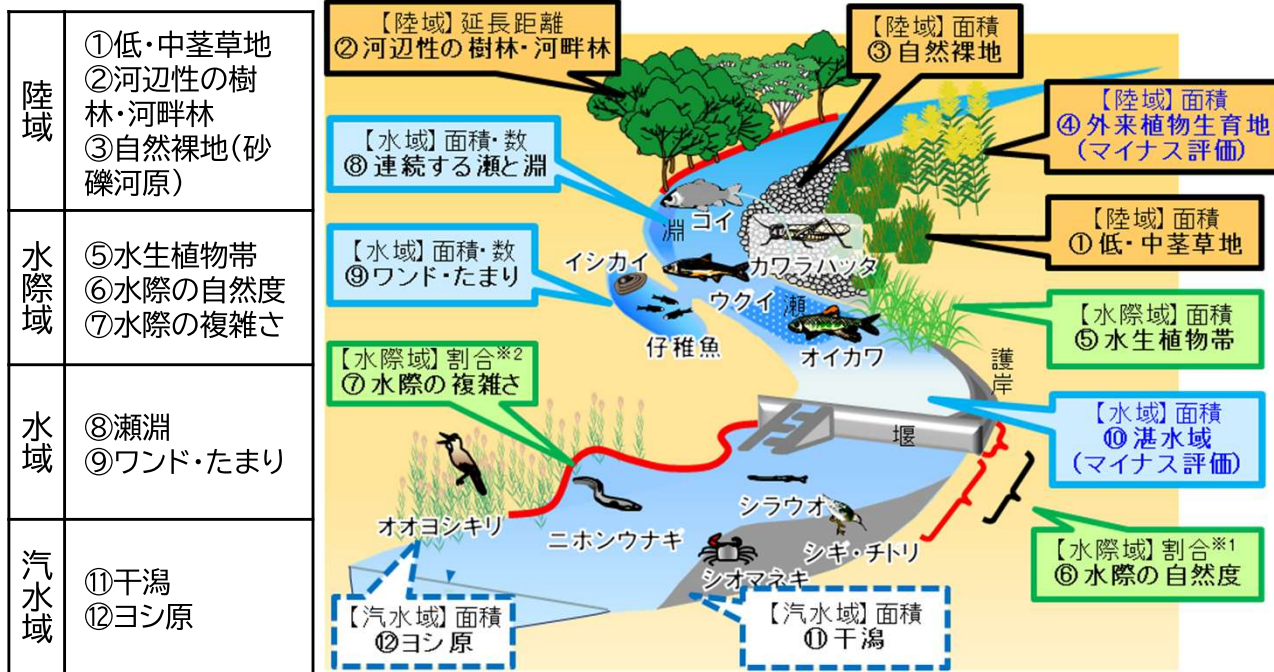 陸域
①低・中茎草地
②河辺性の樹
林・河畔林
③自然裸地(砂
礫河原)
水際域
⑤水生植物帯
⑥水際の自然度
⑦水際の複雑さ
水域
⑧瀬淵
⑨ワンド・たまり
汽水域
⑪干潟
⑫ヨシ原
【陸域】延長距離
②河辺性の樹林・河畔林
【陸域】面積
③自然裸地
【陸域】面積
④外来植物生育地
(マイナス評価)
【水域】面積・数
⑧連続する瀬と淵
淵
コイ
【陸域】面積
①低・中茎草地
【水域】面積・数
⑨ワンド・たまり
イシカイ
カワラバッタ
ウグイ
瀬
仔稚魚
オイカワ
【水際域】面積
⑤水生植物帯
護岸
【水際域】割合※2
⑦水際の複雑さ
堰
【水域】面積
⑩湛水域
(マイナス評価)
オオヨシキリ
ニホンウナギ
シラウオ
シギ・チドリ
シオマネキ
【水際域】割合※1
⑥水際の自然度
【汽水域】面積
⑫ヨシ原
【汽水域】面積
⑪干潟